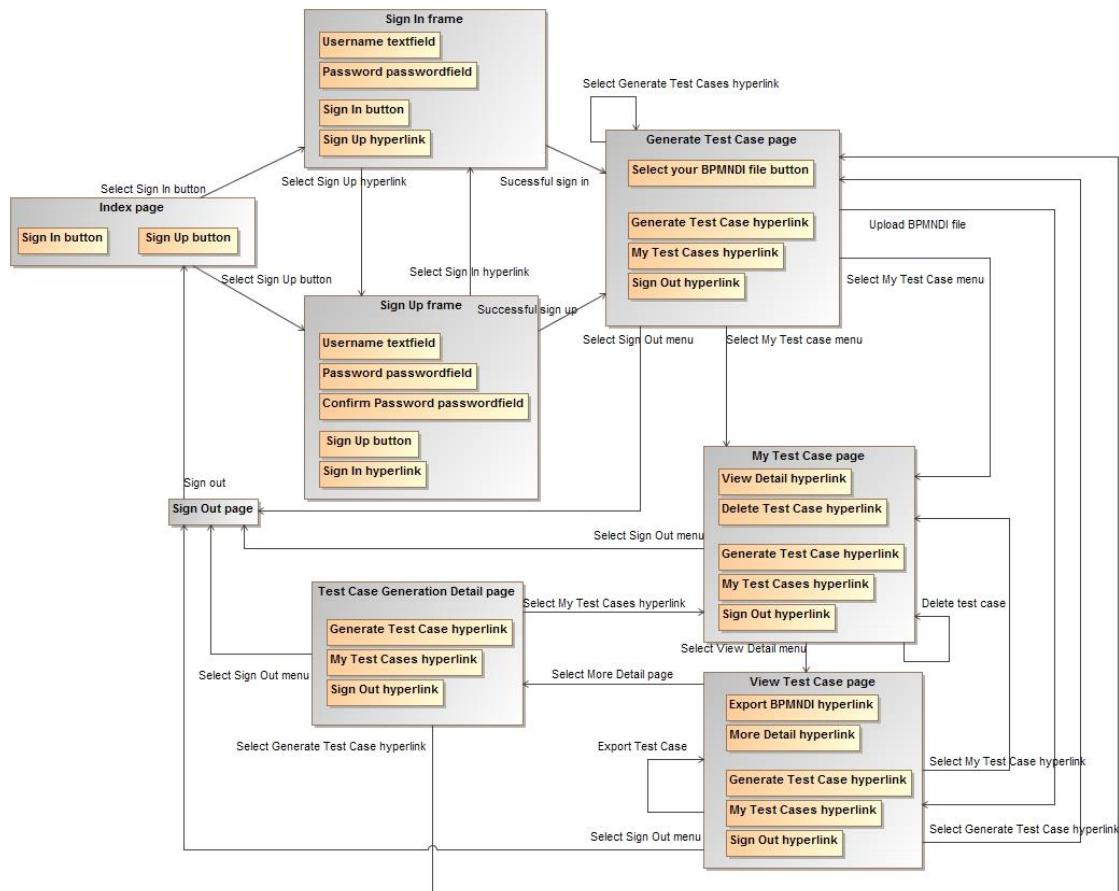 Sign In frame
Username textfield
Password passwordfield
Sign In button
Sign Up hyperlink
Select Generate Test Cases hyperlink
Generate Test Case page
Select your BPMNDI file button
Generate Test Case hyperlink
My Test Cases hyperlink
Sign Out hyperlink
Select Sign In button
Select Sign Up hyperlink
Sucessful sign in
Index page
Sign In button
Sign Up button
Upload BPMNDI file
Select Sign Up button
Select Sign In hyperlink
Select My Test Case menu
Sign Up frame
Username textfield
Password passwordfield
Confirm Password passwordfield
Sign Up button
Sign In hyperlink
Successful sign up
Select Sign Out menu
Select My Test case menu
My Test Case page
View Detail hyperlink
Delete Test Case hyperlink
Generate Test Case hyperlink
My Test Cases hyperlink
Sign Out hyperlink
Sign out
Sign Out page
Select Sign Out menu
Test Case Generation Detail page
Generate Test Case hyperlink
My Test Cases hyperlink
Sign Out hyperlink
Select My Test Cases hyperlink
Delete test case
Select View Detail menu
Select Sign Out menu
Select More Detail page
View Test Case page
Export BPMNDI hyperlink
More Detail hyperlink
Generate Test Case hyperlink
My Test Cases hyperlink
Sign Out hyperlink
Select Generate Test Case hyperlink
Export Test Case
Select My Test Case hyperlink
Select Sign Out menu
Select Generate Test Case hyperlink